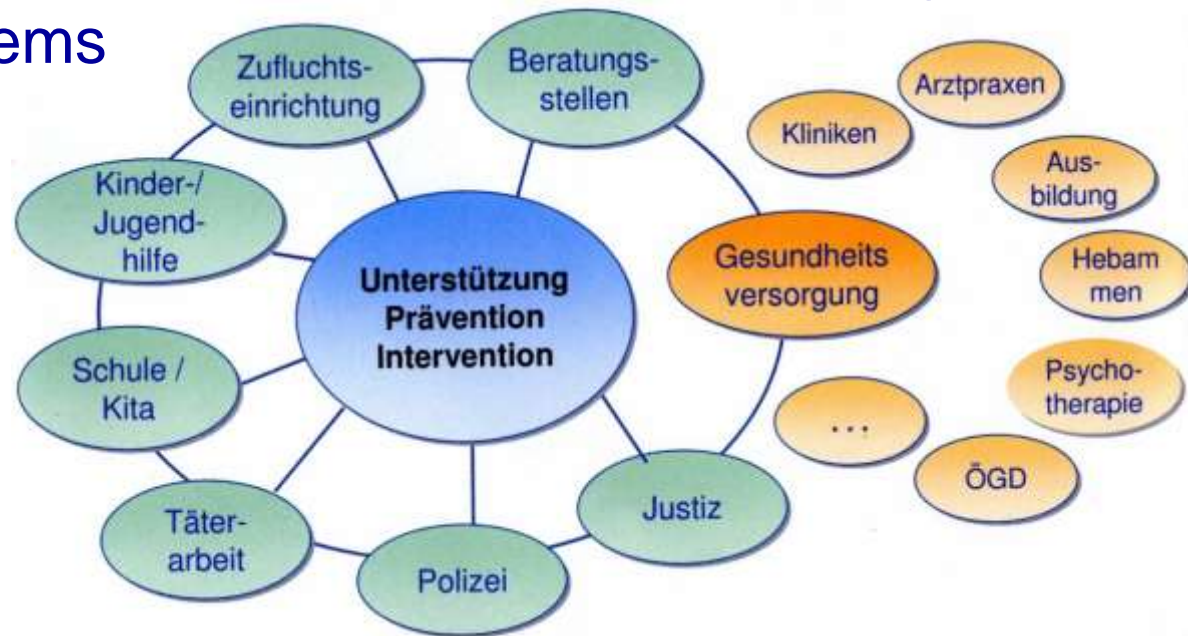 ems
Zufluchts-
einrichtung
Beratungs-
stellen
Arztpraxen
Kliniken
Aus-
bildung
Kinder-/
Jugend-
hilfe
Gesundheits
versorgung
Hebam
men
Unterstützung
Prävention
Intervention
Schule /
Kita
Psycho-
therapie
...
ÖGD
Justiz
Täter-
arbeit
Polizei